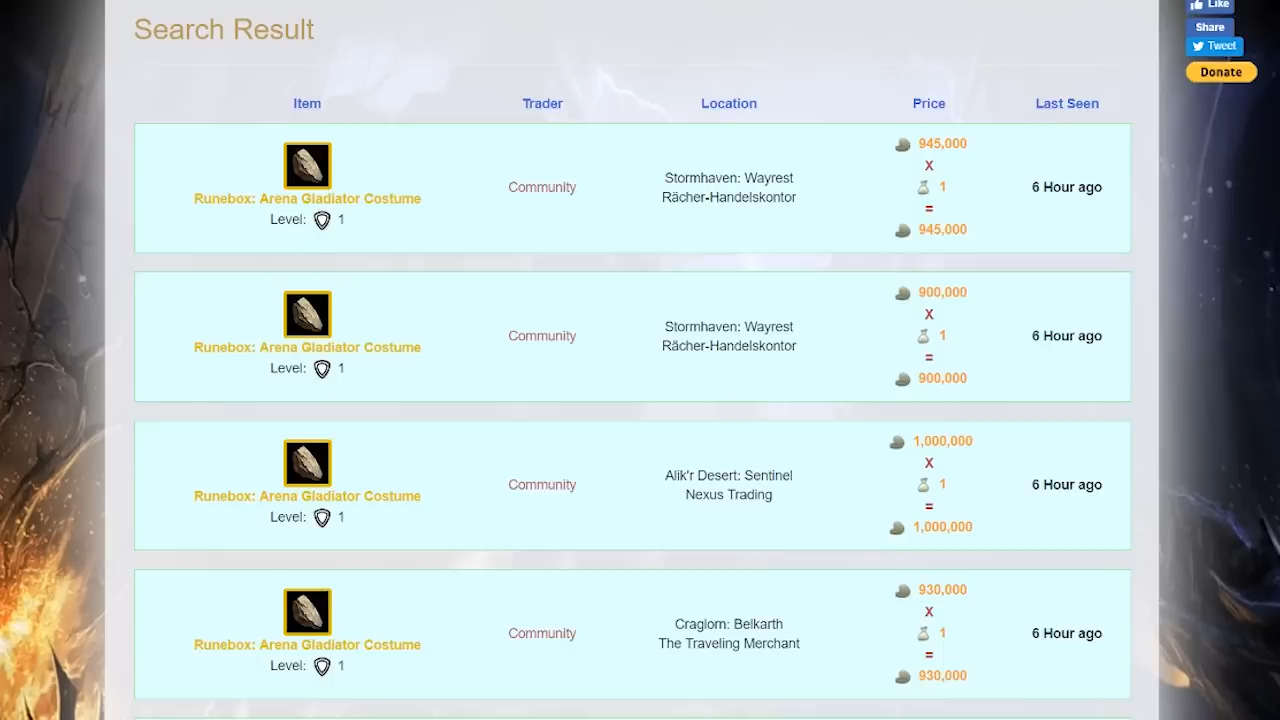 Like
Search Result
Share
Tweet
Donate
Item Trader Location Price Last Seen
945,000
X
Stormhaven: Wayrest
Runebox: Arena Gladiator Costume Community Rächer-Handelskontor 1 6 Hour ago
Level: 1 =
945,000
900,000
X
Stormhaven: Wayrest
Runebox: Arena Gladiator Costume Community Rächer-Handelskontor 1 6 Hour ago
Level: 1 =
900,000
1,000,000
X
Alik'r Desert: Sentinel
Runebox: Arena Gladiator Costume Community Nexus Trading 1 6 Hour ago
Level: 1 =
1,000,000
930,000
X
Craglorn: Belkarth
Runebox: Arena Gladiator Costume Community The Traveling Merchant 1 6 Hour ago
Level: 1 =
930,000